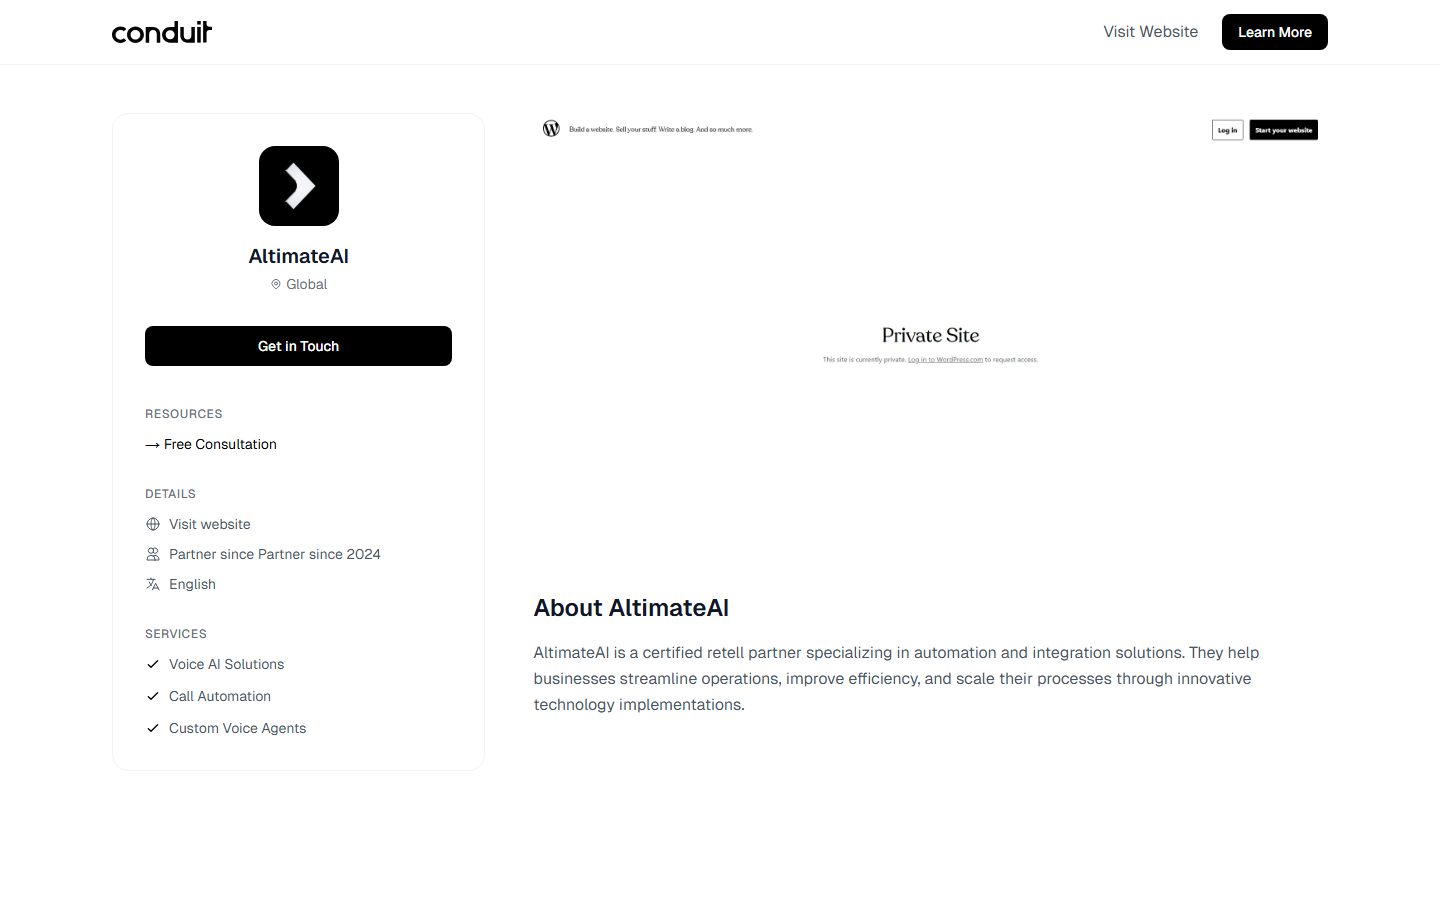 conduit
Visit Website
Learn More
AltimateAI
Global
Get in Touch
RESOURCES
→ Free Consultation
DETAILS
Visit website
Partner since Partner since 2024
English
SERVICES
Voice AI Solutions
Call Automation
Custom Voice Agents
Build a website. Sell your stuff. Write a blog. And so much more.
Log in
Start your website
Private Site
This site is currently private. Log in to WordPress.com to request access.
About AltimateAI
AltimateAI is a certified retell partner specializing in automation and integration solutions. They help
businesses streamline operations, improve efficiency, and scale their processes through innovative
technology implementations.